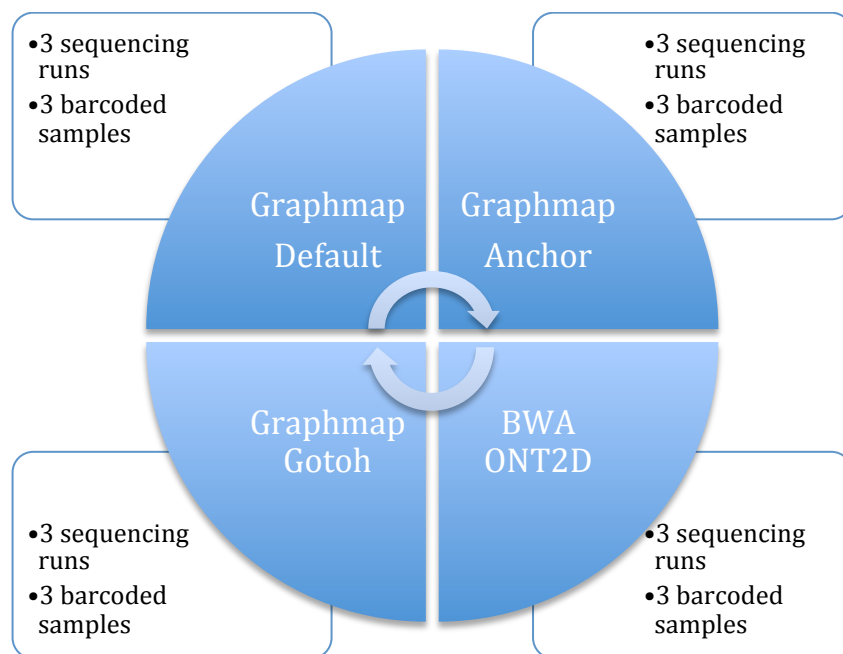 •3 sequencing
runs
•3 barcoded
samples
•3 sequencing
runs
•3 barcoded
samples
Graphmap
Default
Graphmap
Anchor
Graphmap
Gotoh
BWA
ONT2D
•3 sequencing
runs
•3 barcoded
samples
•3 sequencing
runs
•3 barcoded
samples